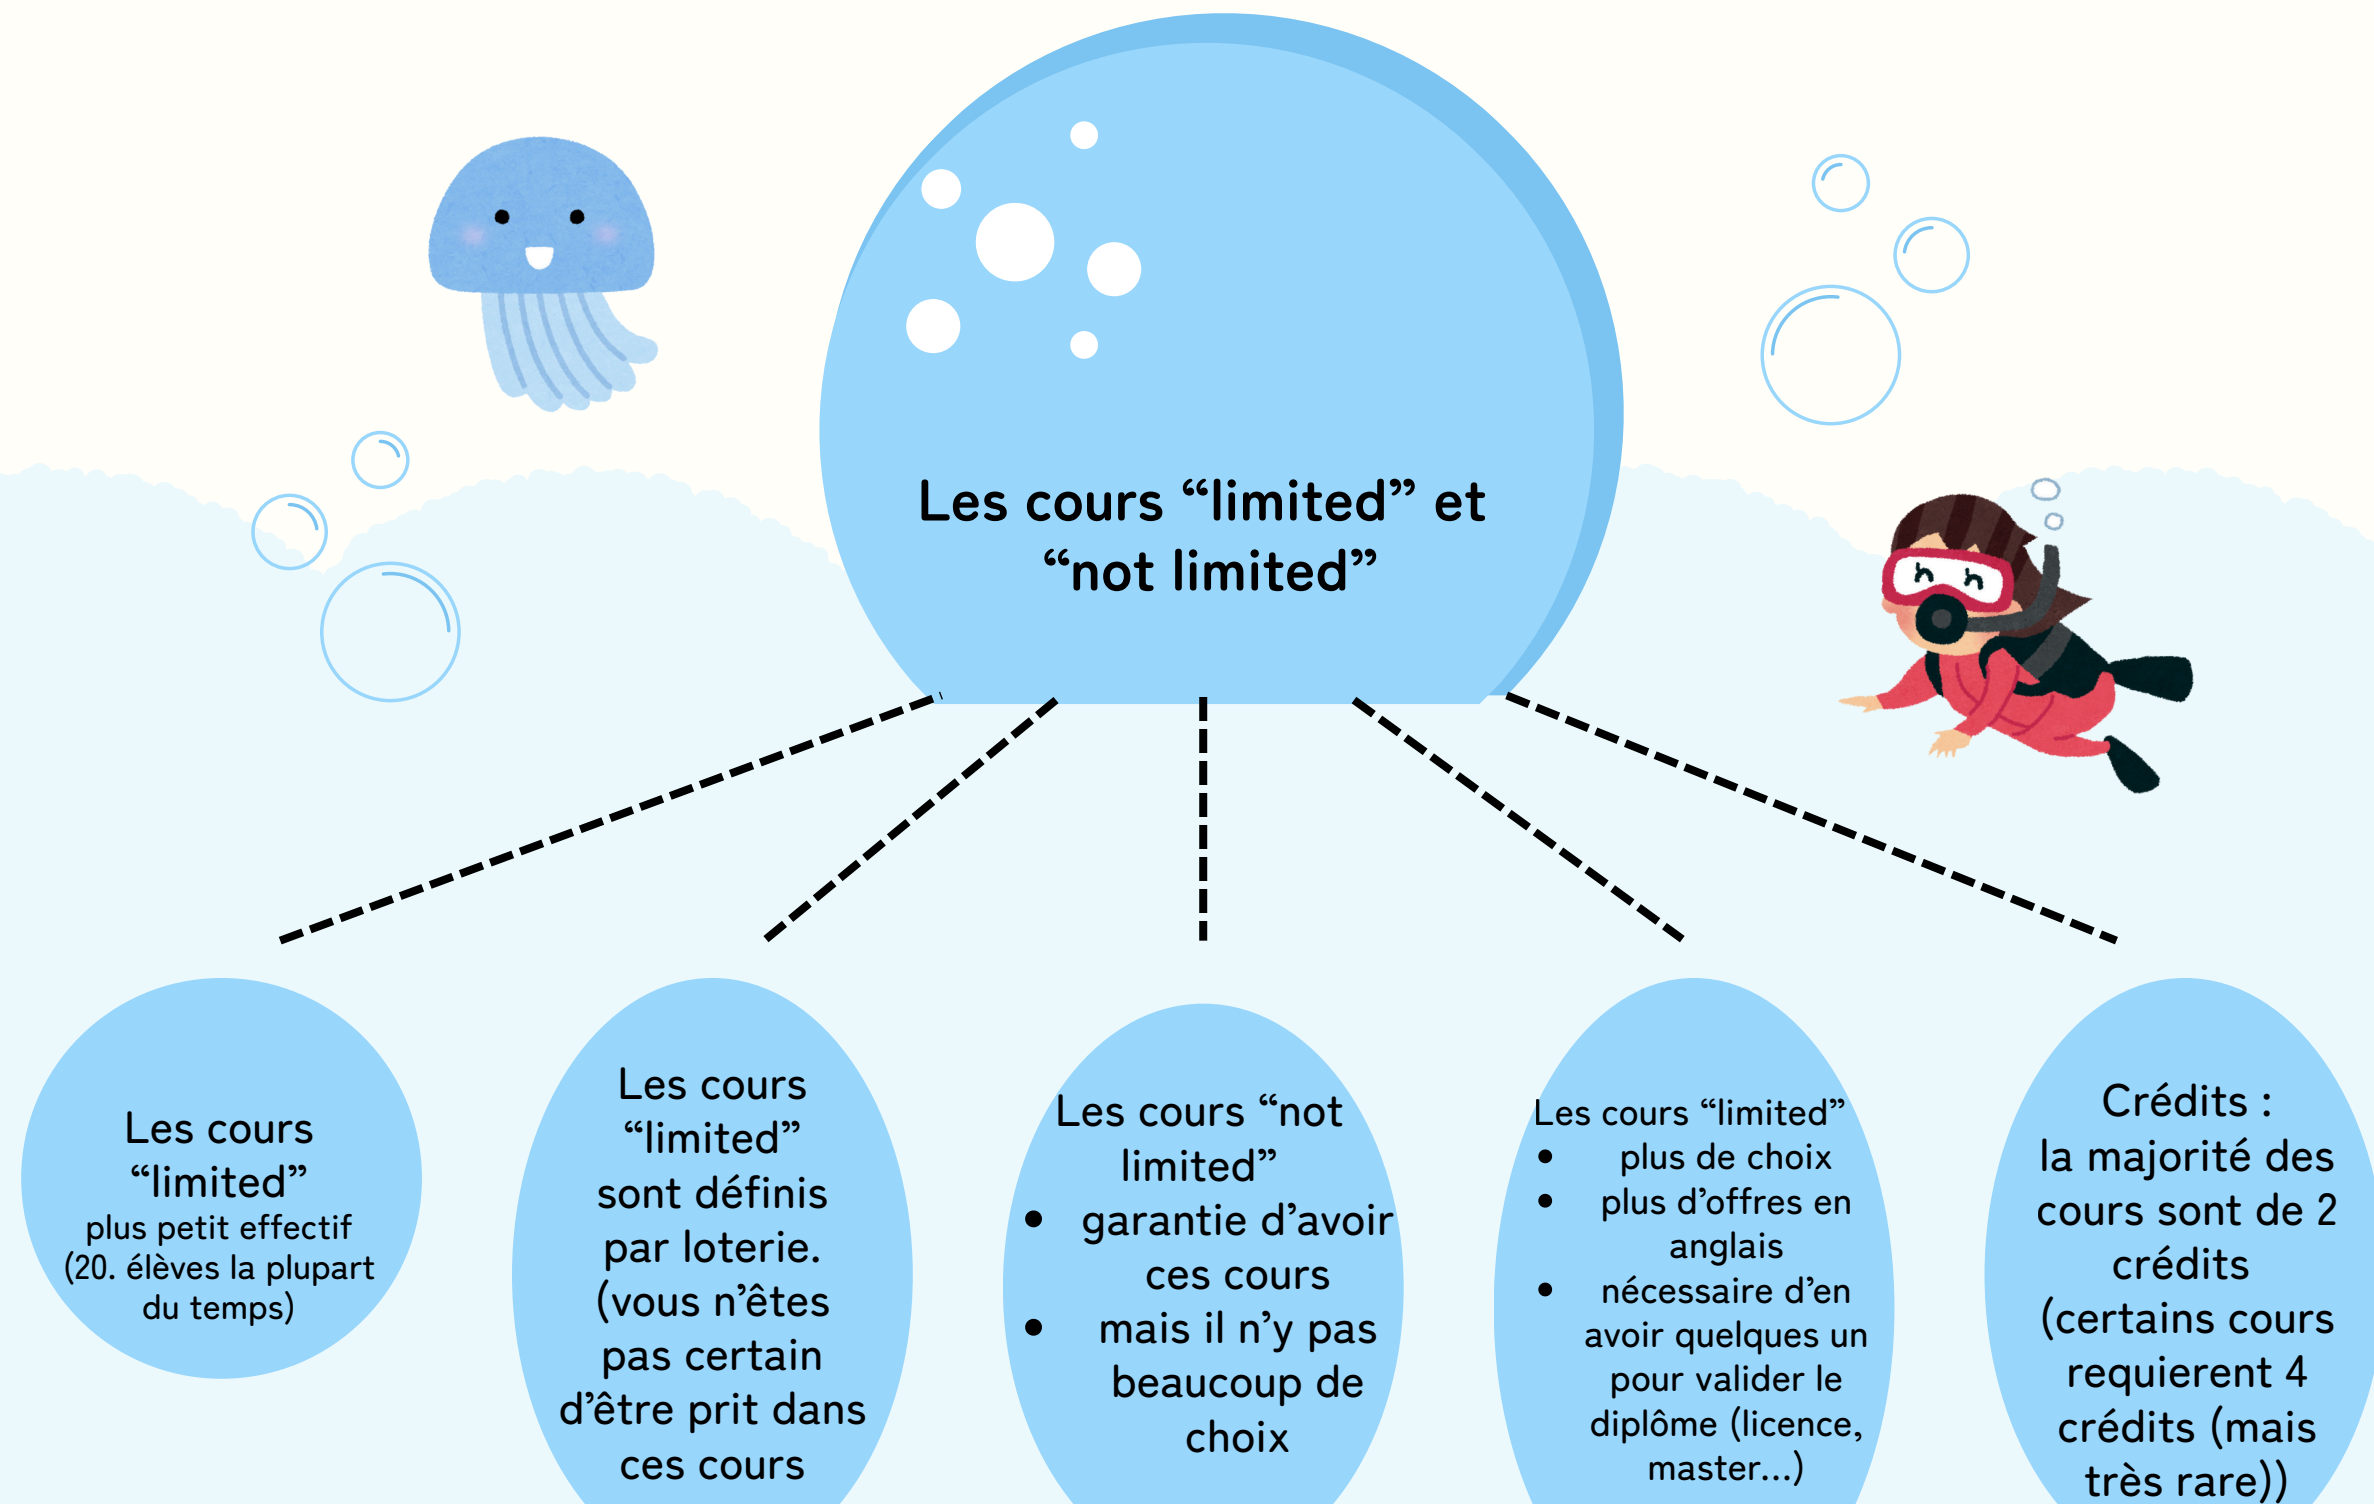 Les cours “limited” et
“not limited”
Les cours
“limited”
plus petit effectif
(20. élèves la plupart
du temps)
Les cours
“limited”
sont définis
par loterie.
(vous n’êtes
pas certain
d’être prit dans
ces cours
Les cours “not
limited”
• garantie d’avoir
ces cours
• mais il n’y pas
beaucoup de
choix
Les cours “limited”
• plus de choix
• plus d’offres en
anglais
• nécessaire d’en
avoir quelques un
pour valider le
diplôme (licence,
master...)
Crédits :
la majorité des
cours sont de 2
crédits
(certains cours
requierent 4
crédits (mais
très rare))